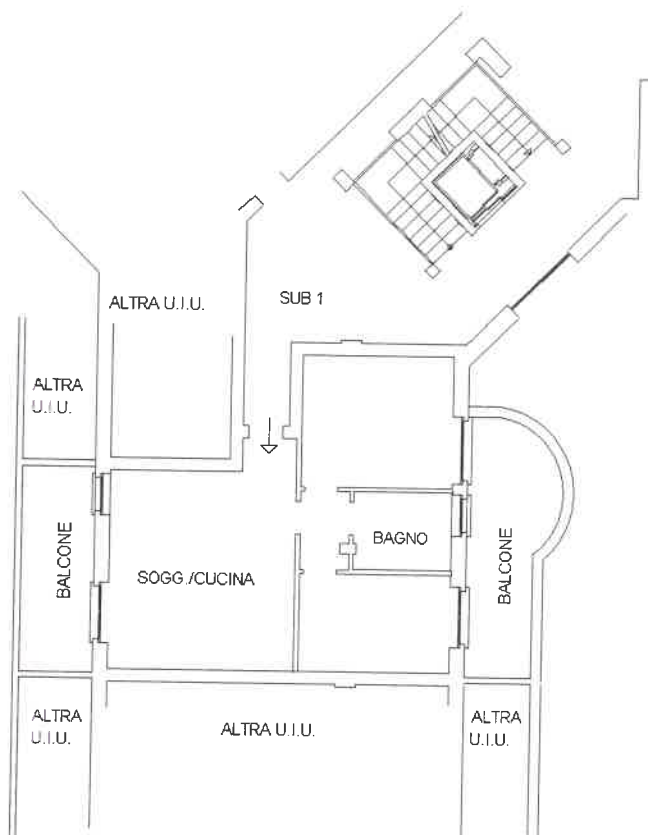 SUB 1
ALTRA U.I.U.
ALTRA
U.I.U.
BALCONE
SOGG./CUCINA
BAGNO
BALCONE
ALTRA
U.I.U.
ALTRA U.I.U.
ALTRA
U.I.U.